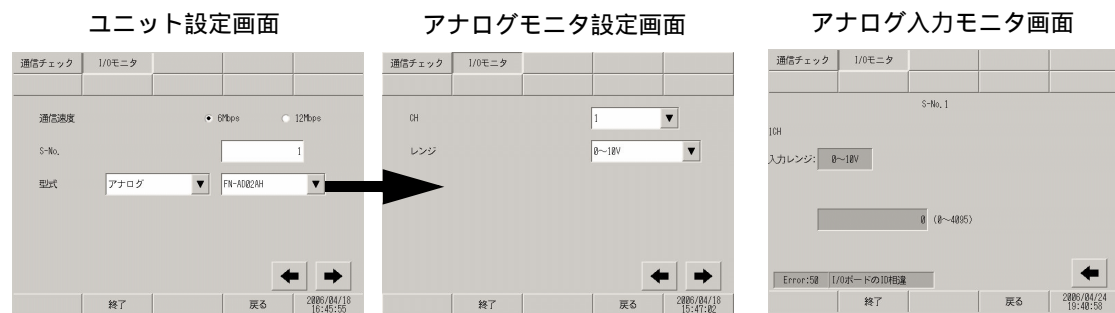 ユニット設定画面
通信チェック I/Oモニタ
通信速度 6Mbps 12Mbps
S-No. 1
型式 アナログ FN-AD02AH
終了 戻る 2006/04/18
16:45:55
アナログモニタ設定画面
通信チェック I/Oモニタ
CH 1
レンジ 0～10V
終了 戻る 2006/04/18
15:47:02
アナログ入力モニタ画面
通信チェック I/Oモニタ
S-No.1
1CH
入力レンジ: 0～10V
0 (0～4095)
Error:50 I/OボードのID相違
終了 戻る 2006/04/24
19:40:58